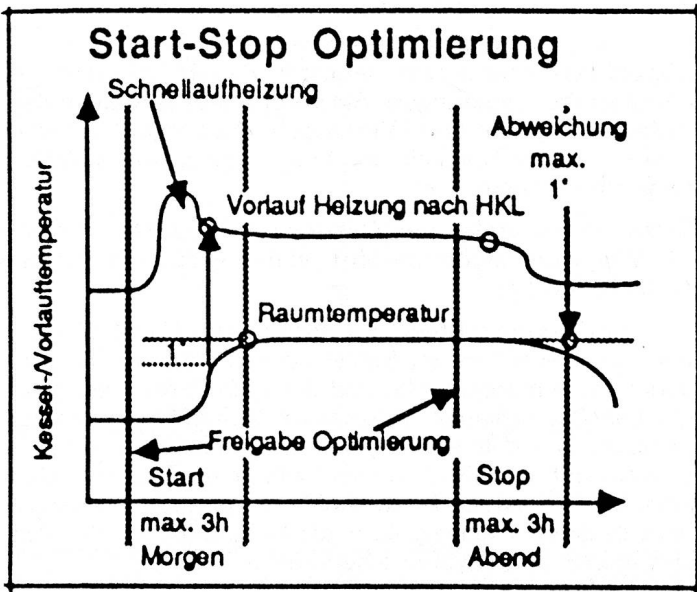 Start-Stop Optimierung
Schnellaufheizung
Abweichung
max.
1°
Kessel-/Vorlauftemperatur
Vorlauf Heizung nach HKL
Raumtemperatur
1°
Freigabe Optimierung
Start
Stop
max. 3h
max. 3h
Morgen
Abend